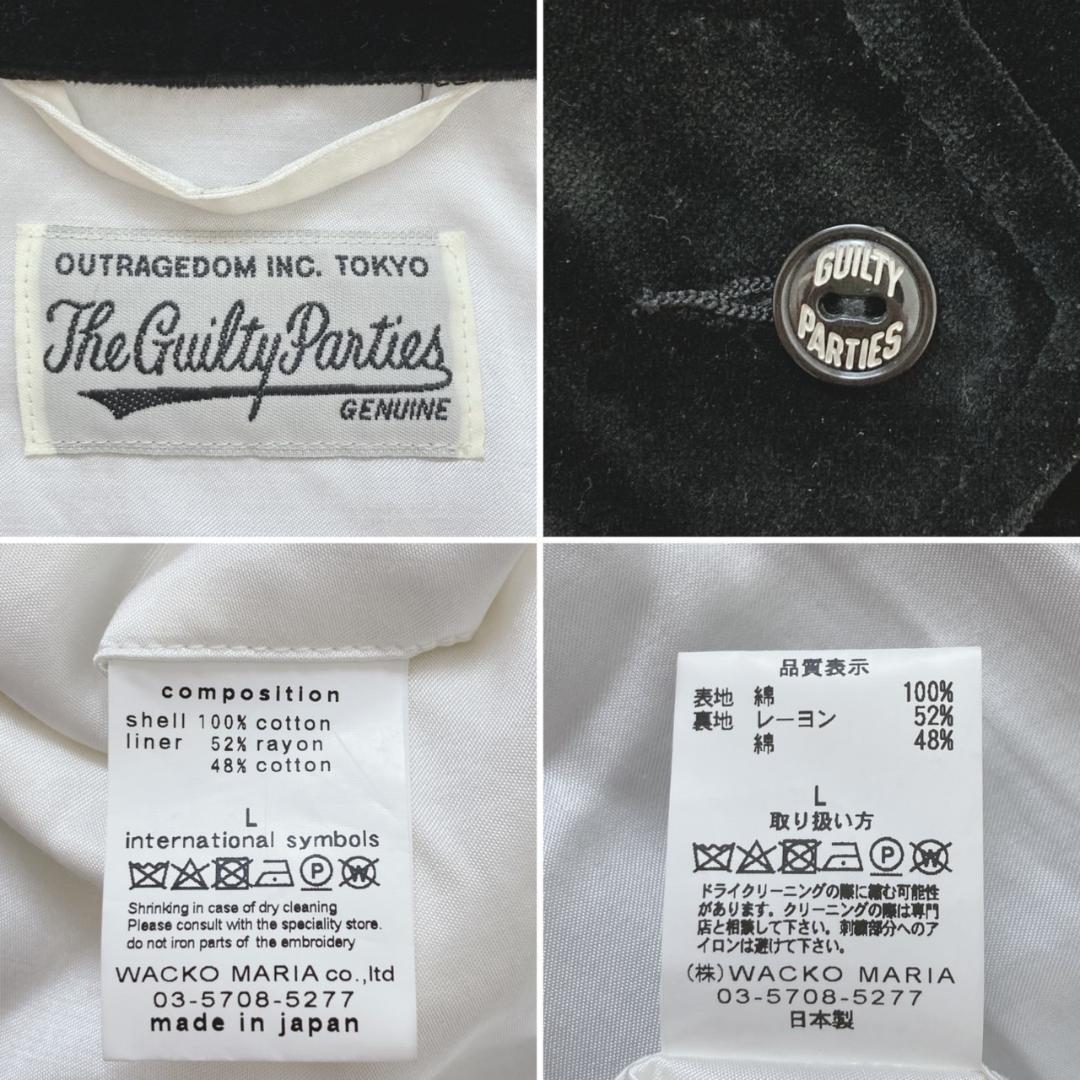 OUTRAGEDOM INC. TOKYO
The Guilty Parties
GENUINE
GUILTY
PARTIES
composition
shell 100% cotton
liner 52% rayon
48% cotton
L
international symbols
P
W
Shrinking in case of dry cleaning
Please consult with the speciality store.
do not iron parts of the embroidery
WACKO MARIA co.,ltd
03-5708-5277
made in japan
品質表示
表地 綿 100%
裏地 レーヨン 52%
綿 48%
L
取り扱い方
P
W
ドライクリーニングの際に縮む可能性
があります。クリーニングの際は専門
店と相談して下さい。刺繍部分へのア
イロンは避けて下さい。
(株)WACKO MARIA
03-5708-5277
日本製